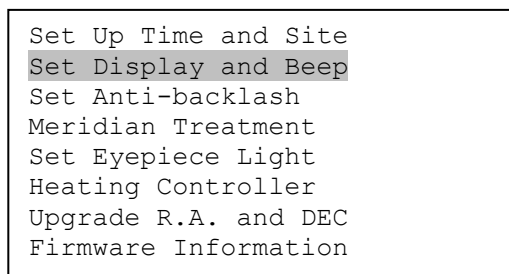 Set Up Time and Site
Set Display and Beep
Set Anti-backlash
Meridian Treatment
Set Eyepiece Light
Heating Controller
Upgrade R.A. and DEC
Firmware Information